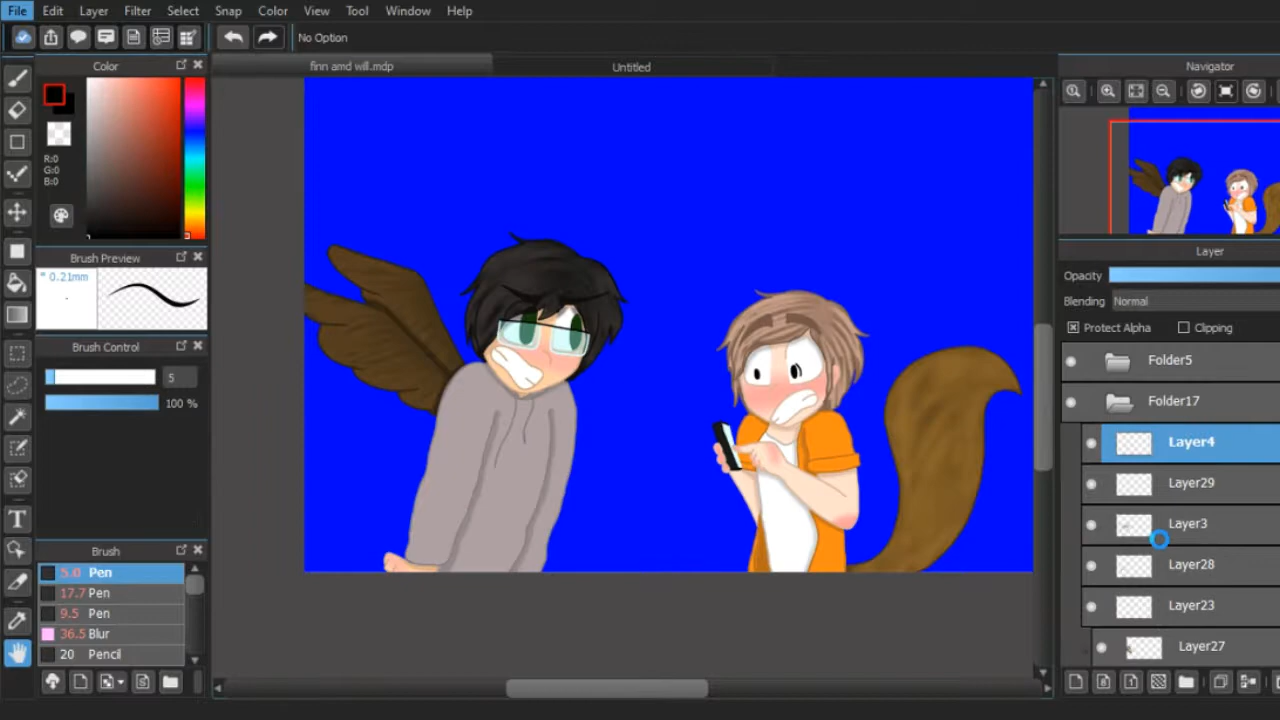 File Edit Layer Filter Select Snap Color View Tool Window Help
No Option
Color
finn amd will.mdp
Untitled
Navigator
R:0
G:0
B:0
Brush Preview
* 0.21mm
Layer
Opacity
Blending Normal
Protect Alpha Clipping
Brush Control
5
100 %
Folder5
Folder17
Layer4
Layer29
Layer3
Layer28
Layer23
Layer27
Brush
5.0 Pen
17.7 Pen
9.5 Pen
36.5 Blur
20 Pencil